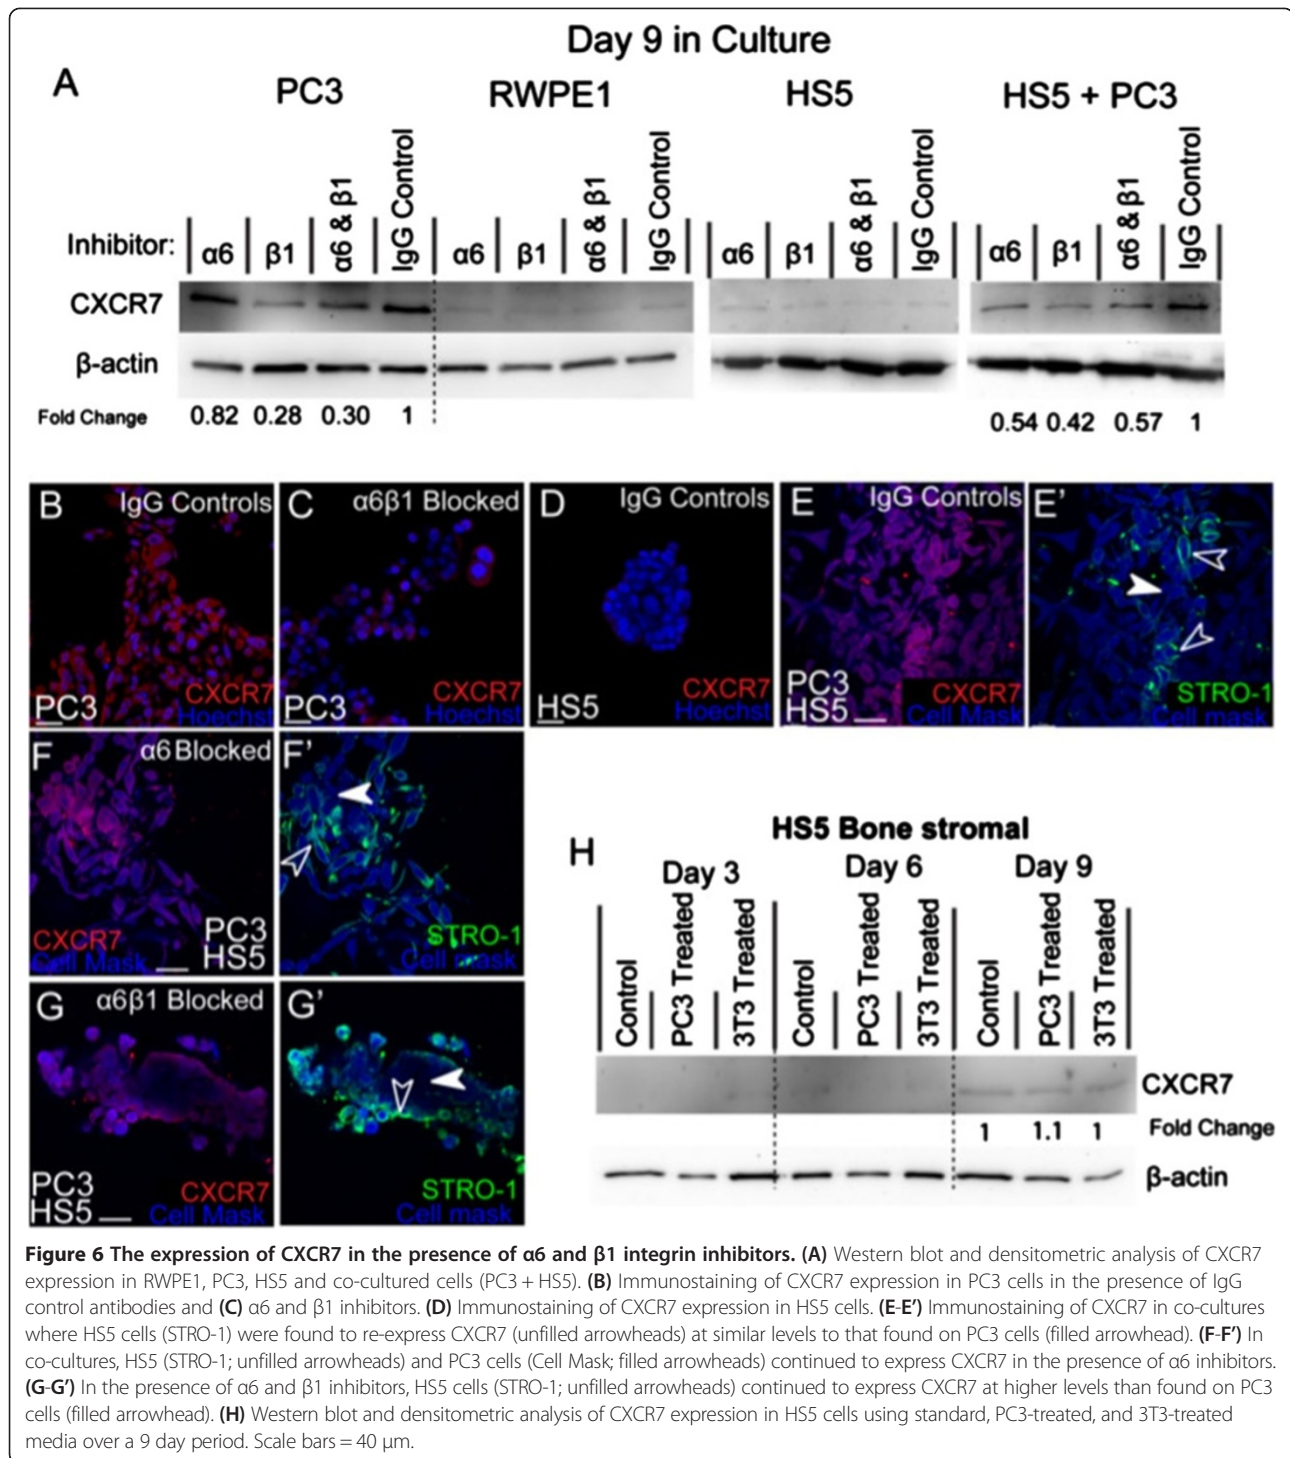 Day 9 in Culture
A
PC3
RWPE1
HS5
HS5 + PC3
Inhibitor:
α6
β1
α6 & β1
IgG Control
α6
β1
α6 & β1
IgG Control
α6
β1
α6 & β1
IgG Control
α6
β1
α6 & β1
IgG Control
CXCR7
β-actin
Fold Change
0.82 0.28 0.30 1
0.54 0.42 0.57 1
B
IgG Controls
PC3
CXCR7
Hoechst
C
α6β1 Blocked
PC3
CXCR7
Hoechst
D
IgG Controls
HS5
CXCR7
Hoechst
E
IgG Controls
PC3
HS5
CXCR7
Cell Mask
E’
STRO-1
Cell mask
F
α6 Blocked
PC3
HS5
CXCR7
Cell Mask
F’
STRO-1
Cell mask
G
α6β1 Blocked
PC3
HS5
CXCR7
Cell Mask
G’
STRO-1
Cell mask
H
HS5 Bone stromal
Day 3
Day 6
Day 9
Control
PC3 Treated
3T3 Treated
Control
PC3 Treated
3T3 Treated
Control
PC3 Treated
3T3 Treated
CXCR7
1 1.1 1 Fold Change
β-actin
Figure 6 The expression of CXCR7 in the presence of α6 and β1 integrin inhibitors. (A) Western blot and densitometric analysis of CXCR7
expression in RWPE1, PC3, HS5 and co-cultured cells (PC3 + HS5). (B) Immunostaining of CXCR7 expression in PC3 cells in the presence of IgG
control antibodies and (C) α6 and β1 inhibitors. (D) Immunostaining of CXCR7 expression in HS5 cells. (E-E’) Immunostaining of CXCR7 in co-cultures
where HS5 cells (STRO-1) were found to re-express CXCR7 (unfilled arrowheads) at similar levels to that found on PC3 cells (filled arrowhead). (F-F’) In
co-cultures, HS5 (STRO-1; unfilled arrowheads) and PC3 cells (Cell Mask; filled arrowheads) continued to express CXCR7 in the presence of α6 inhibitors.
(G-G’) In the presence of α6 and β1 inhibitors, HS5 cells (STRO-1; unfilled arrowheads) continued to express CXCR7 at higher levels than found on PC3
cells (filled arrowhead). (H) Western blot and densitometric analysis of CXCR7 expression in HS5 cells using standard, PC3-treated, and 3T3-treated
media over a 9 day period. Scale bars = 40 μm.